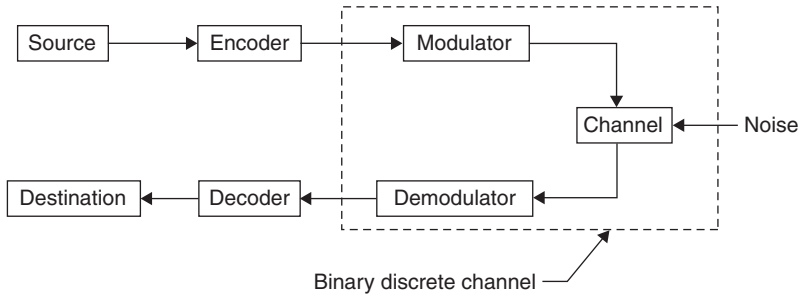 Source
Encoder
Modulator
Channel
Noise
Destination
Decoder
Demodulator
Binary discrete channel